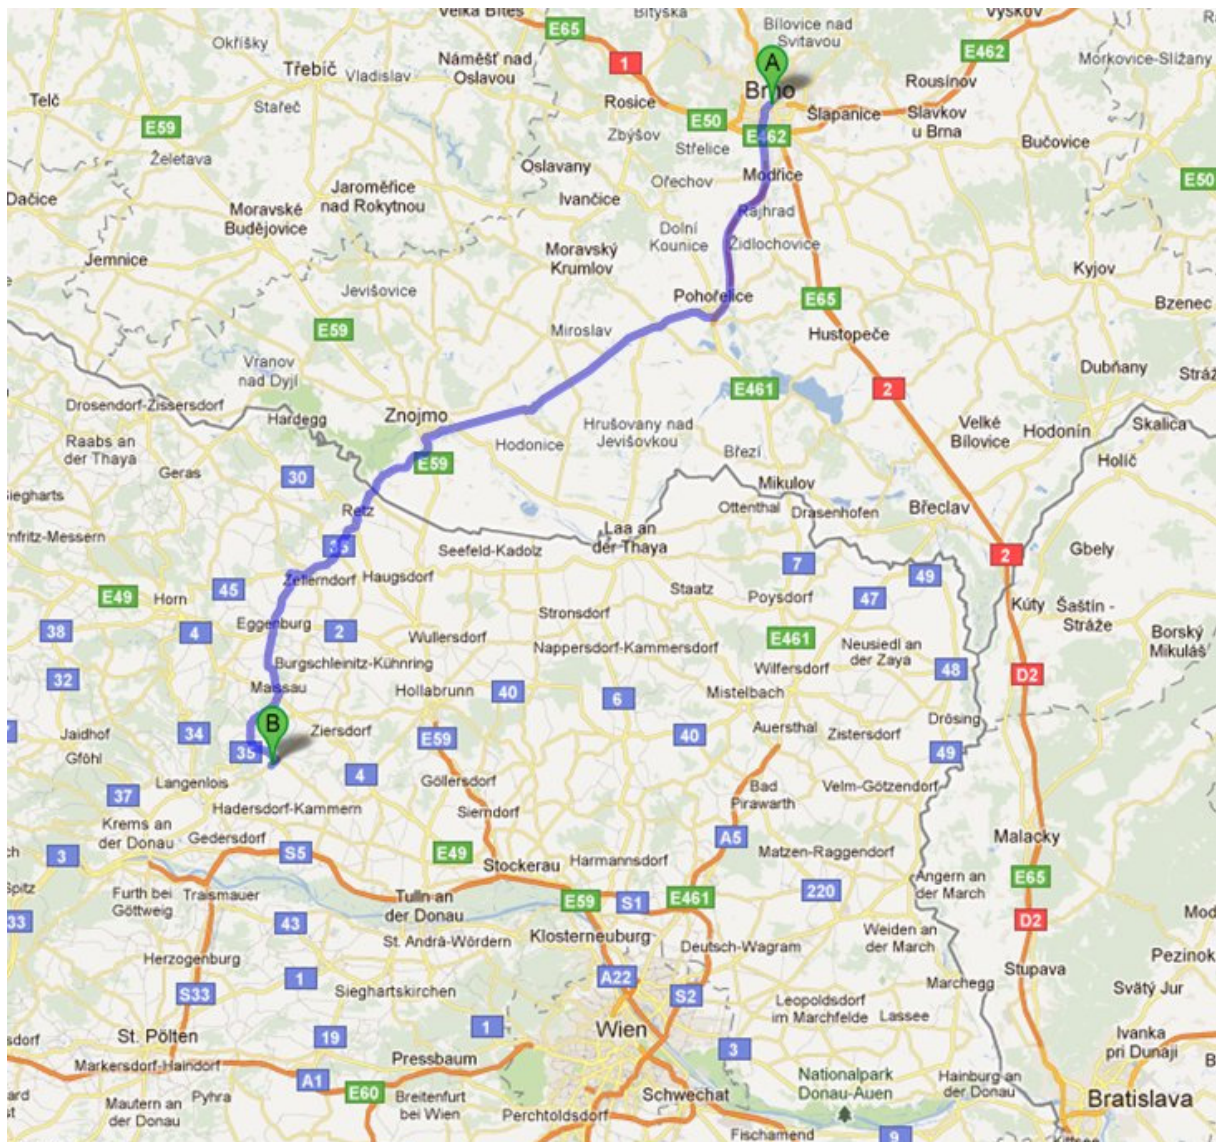 Velká Bíteš
E65
Bítýška
Bílovice nad
Svitavou
Vyškov
Okříšky
Třebíč
Vladislav
Náměšť nad
Oslavou
1
A
E462
Morkovice-Slížany
Telč
Stařeč
Rosice
Brno
Rousínov
E59
Želetava
Zbýšov
E50
E462
Šlapanice
Slavkov
u Brna
Střelice
Bučovice
Oslavany
Modřice
E50
Dačice
Jaroměřice
nad Rokytnou
Ivančice
Ořechov
Moravské
Budějovice
Rajhrad
Dolní
Kounice
Židlochovice
Jemnice
Moravský
Krumlov
Kyjov
Jevišovice
Pohořelice
E65
Bzenec
E59
Miroslav
Hustopeče
Vranov
nad Dyjí
Dubňany
E461
2
Drosendorf-Zissersdorf
Hardegg
Znojmo
Hrušovany nad
Jevišovkou
Velké
Bílovice
Hodonín
Skalica
Raabs an
der Thaya
Hodonice
Březí
Holíč
Geras
30
E59
Mikulov
Retz
Ottenthal
Drasenhofen
Břeclav
Laa an
der Thaya
35
Seefeld-Kadolz
7
2
Gbely
Zellerndorf
Haugsdorf
Staatz
Poysdorf
49
E49
Horn
45
47
Kúty
Šaštín -
Stráže
Stronsdorf
38
4
Eggenburg
2
Wullersdorf
Nappersdorf-Kammersdorf
E461
Neusiedl an
der Zaya
Borský
Mikuláš
Burgschleinitz-Kühnring
Wilfersdorf
48
D2
32
Maissau
Hollabrunn
40
6
Mistelbach
B
Ziersdorf
Drösing
Jaidhof
34
E59
40
Auersthal
Zistersdorf
Gföhl
35
49
Langenlois
4
Göllersdorf
Bad
Pirawarth
Velm-Götzendorf
37
Hadersdorf-Kammern
Sierndorf
Krems an
der Donau
Gedersdorf
A5
Malacky
3
S5
E49
Stockerau
Harmannsdorf
Matzen-Raggendorf
Spitz
Furth bei
Göttweig
Traismauer
Tulln an
der Donau
E59
S1
E461
220
Angern an
der March
E65
33
43
D2
St. Andrä-Wördern
Klosterneuburg
Deutsch-Wagram
Weiden an
der March
Herzogenburg
Pezinok
1
Sieghartskirchen
A22
Stupava
S33
S2
Marchegg
Svätý Jur
Leopoldsdorf
im Marchfelde
Lassee
St. Pölten
19
1
Wien
3
Ivanka
pri Dunaji
Markersdorf-Haindorf
A1
Pressbaum
E60
Schwechat
Nationalpark
Donau-Auen
Hainburg an
der Donau
Bratislava
Mautern an
der Donau
Pyhra
Breitenfurt
bei Wien
Perchtoldsdorf
Fischamend
9